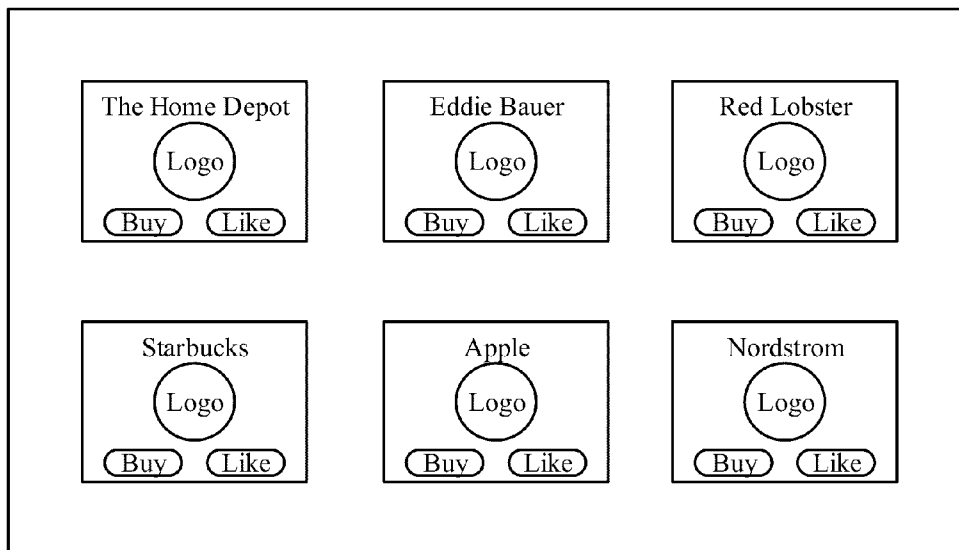 The Home Depot
Logo
Buy Like
Eddie Bauer
Logo
Buy Like
Red Lobster
Logo
Buy Like
Starbucks
Logo
Buy Like
Apple
Logo
Buy Like
Nordstrom
Logo
Buy Like